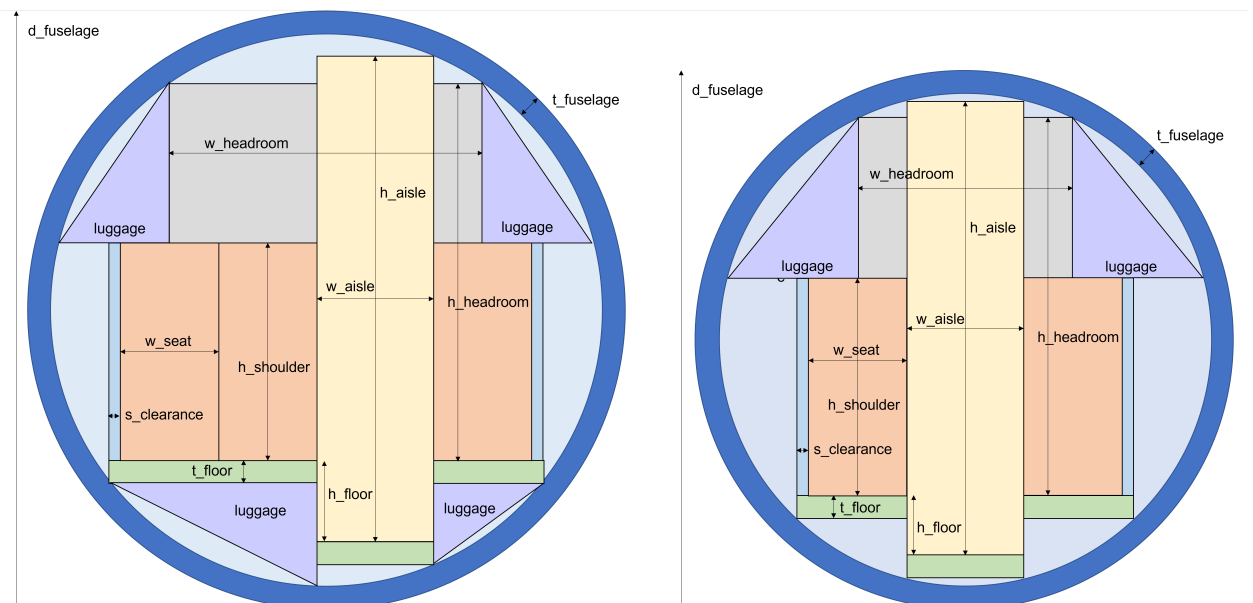 d_fuselage
t_fuselage
w_headroom
h_aisle
luggage
luggage
w_aisle
h_headroom
w_seat
h_shoulder
s_clearance
t_floor
h_floor
luggage
luggage
d_fuselage
t_fuselage
w_headroom
h_aisle
luggage
luggage
w_aisle
h_headroom
w_seat
h_shoulder
s_clearance
t_floor
h_floor